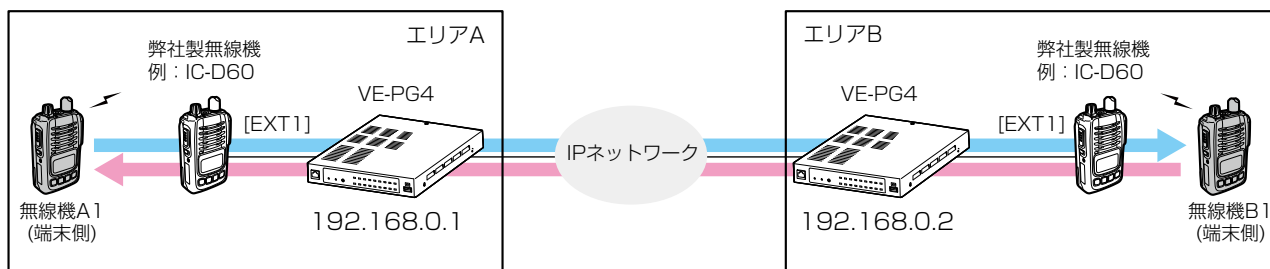 エリアA
弊社製無線機
例：IC-D60
VE-PG4
[EXT1]
無線機A1
(端末側)
192.168.0.1
IPネットワーク
エリアB
弊社製無線機
例：IC-D60
VE-PG4
[EXT1]
192.168.0.2
無線機B1
(端末側)